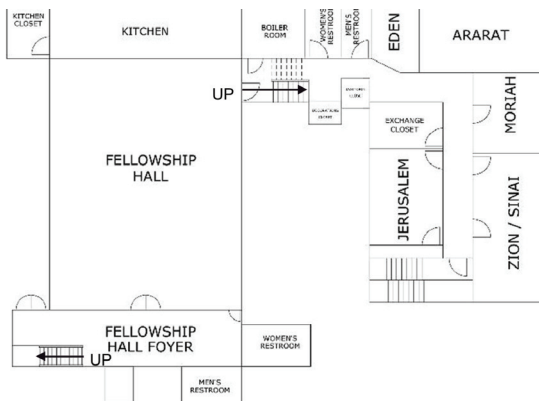 KITCHEN
CLOSET
KITCHEN
BOILER
ROOM
WOMEN'S
RESTROOM
MEN'S
RESTROOM
EDEN
ARARAT
UP
MORIAH
EXCHANGE
CLOSET
FELLOWSHIP
HALL
JERUSALEM
ZION / SINAI
FELLOWSHIP
HALL FOYER
UP
WOMEN'S
RESTROOM
MEN'S
RESTROOM